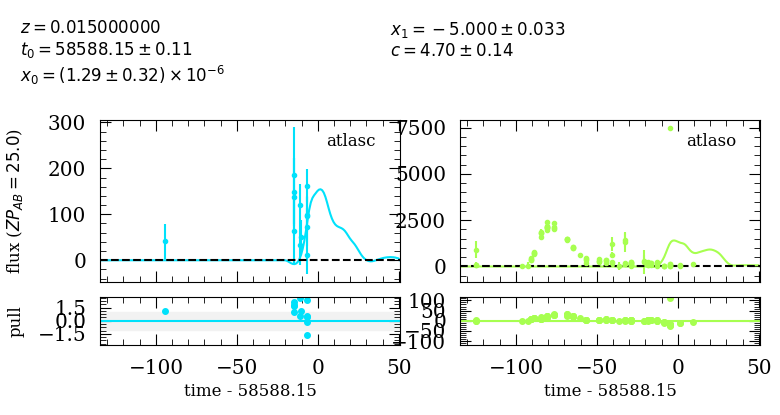 z = 0.015000000
t₀ = 58588.15 ± 0.11
x₀ = (1.29 ± 0.32) × 10⁻⁶
x₁ = −5.000 ± 0.033
c = 4.70 ± 0.14
flux (ZP_AB = 25.0)
300
200
100
0
atlasc
7500
5000
2500
0
atlaso
pull
1.5
0.0
−1.5
100
50
0
−50
−100
−100 −50 0 50
−100 −50 0 50
time - 58588.15
time - 58588.15